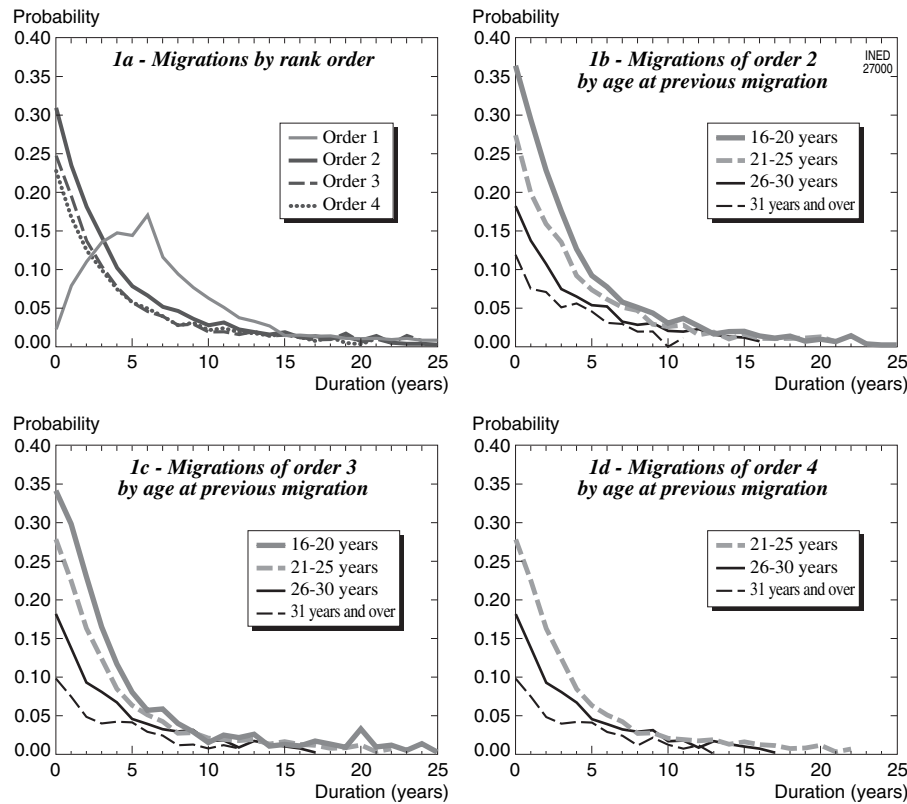 Probability
0.40
0.35
0.30
0.25
0.20
0.15
0.10
0.05
0.00
1a - Migrations by rank order
Order 1
Order 2
Order 3
Order 4
0 5 10 15 20 25
Duration (years)
Probability
0.40
0.35
0.30
0.25
0.20
0.15
0.10
0.05
0.00
1b - Migrations of order 2
by age at previous migration
INED
27000
16-20 years
21-25 years
26-30 years
31 years and over
0 5 10 15 20 25
Duration (years)
Probability
0.40
0.35
0.30
0.25
0.20
0.15
0.10
0.05
0.00
1c - Migrations of order 3
by age at previous migration
16-20 years
21-25 years
26-30 years
31 years and over
0 5 10 15 20 25
Duration (years)
Probability
0.40
0.35
0.30
0.25
0.20
0.15
0.10
0.05
0.00
1d - Migrations of order 4
by age at previous migration
21-25 years
26-30 years
31 years and over
0 5 10 15 20 25
Duration (years)